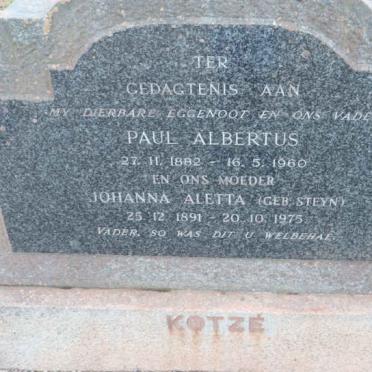 TER
GEDAGTENIS AAN
MY DIERBARE EGGENOOT EN ONS VADE
PAUL ALBERTUS
27. 11. 1882 - 16. 5. 1960
EN ONS MOEDER
JOHANNA ALETTA (GEB. STEYN)
25. 12. 1891 - 20. 10. 1975
VADER, SO WAS DIT U WELBEHAE.
KOTZÉ